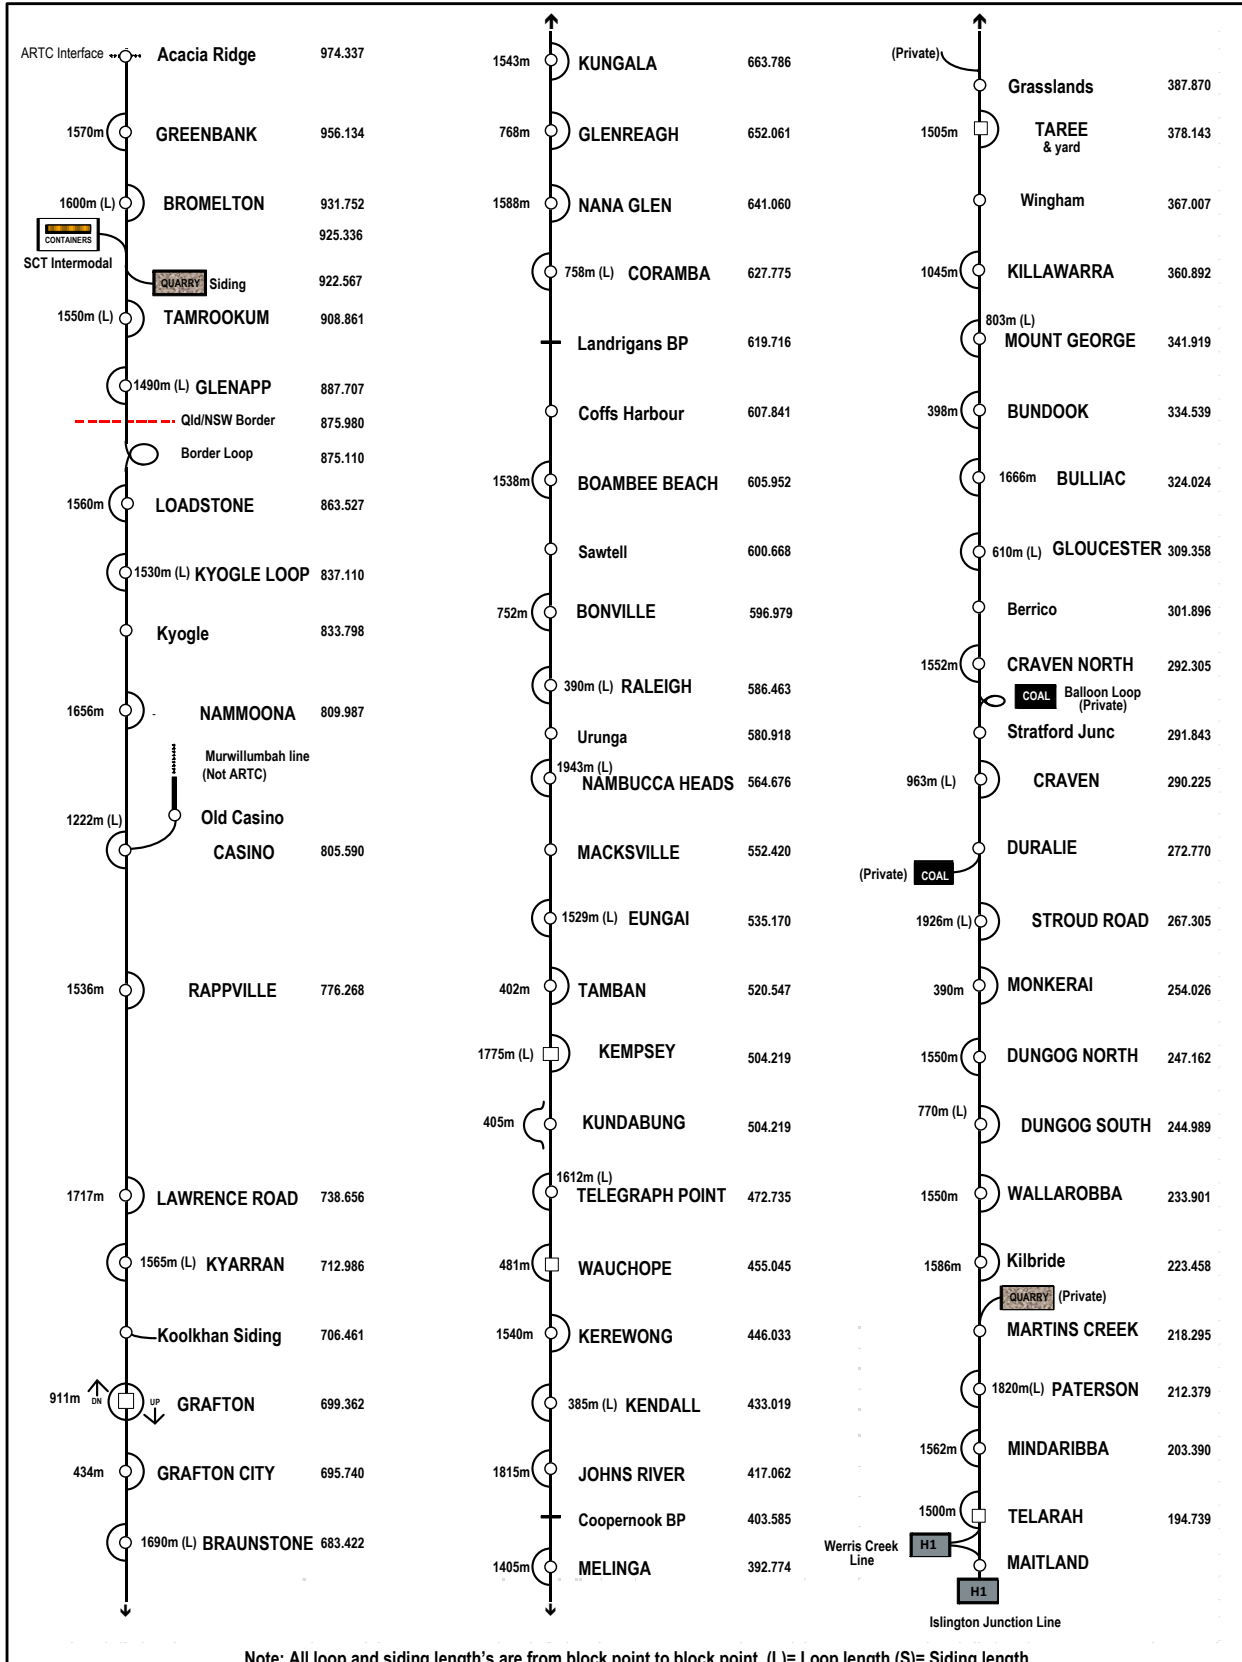 ARTC Interface Acacia Ridge 974.337
1570m GREENBANK 956.134
1600m (L) BROMELTON 931.752
CONTAINERS 925.336
SCT Intermodal
QUARRY Siding 922.567
1550m (L) TAMROOKUM 908.861
1490m (L) GLENAPP 887.707
Qld/NSW Border 875.980
Border Loop 875.110
1560m LOADSTONE 863.527
1530m (L) KYOGLE LOOP 837.110
Kyogle 833.798
1656m NAMMOONA 809.987
Murwillumbah line
(Not ARTC)
Old Casino
1222m (L)
CASINO 805.590
1536m RAPPVILLE 776.268
1717m LAWRENCE ROAD 738.656
1565m (L) KYARRAN 712.986
Koolkhan Siding 706.461
911m DN UP GRAFTON 699.362
434m GRAFTON CITY 695.740
1690m (L) BRAUNSTONE 683.422
1543m KUNGALA 663.786
768m GLENREAGH 652.061
1588m NANA GLEN 641.060
758m (L) CORAMBA 627.775
Landrigans BP 619.716
Coffs Harbour 607.841
1538m BOAMBEE BEACH 605.952
Sawtell 600.668
752m BONVILLE 596.979
390m (L) RALEIGH 586.463
Urunga 580.918
1943m (L)
NAMBUCCA HEADS 564.676
MACKSVILLE 552.420
1529m (L) EUNGAI 535.170
402m TAMBAN 520.547
1775m (L) KEMPSEY 504.219
405m KUNDABUNG 504.219
1612m (L)
TELEGRAPH POINT 472.735
481m WAUCHOPE 455.045
1540m KEREWONG 446.033
385m (L) KENDALL 433.019
1815m JOHNS RIVER 417.062
Coopernook BP 403.585
1405m MELINGA 392.774
(Private)
Grasslands 387.870
1505m TAREE 378.143
& yard
Wingham 367.007
1045m KILLAWARRA 360.892
803m (L)
MOUNT GEORGE 341.919
398m BUNDOOK 334.539
1666m BULLIAC 324.024
610m (L) GLOUCESTER 309.358
Berrico 301.896
1552m CRAVEN NORTH 292.305
COAL Balloon Loop
(Private)
Stratford Junc 291.843
963m (L) CRAVEN 290.225
DURALIE 272.770
(Private) COAL
1926m (L) STROUD ROAD 267.305
390m MONKERAI 254.026
1550m DUNGOG NORTH 247.162
770m (L)
DUNGOG SOUTH 244.989
1550m WALLAROBBA 233.901
1586m Kilbride 223.458
QUARRY (Private)
MARTINS CREEK 218.295
1820m(L) PATERSON 212.379
1562m MINDARIBBA 203.390
1500m TELARAH 194.739
Werris Creek
Line
H1
MAITLAND
H1
Islington Junction Line
Note: All loop and siding length's are from block point to block point. (L)= Loop length (S)= Siding length